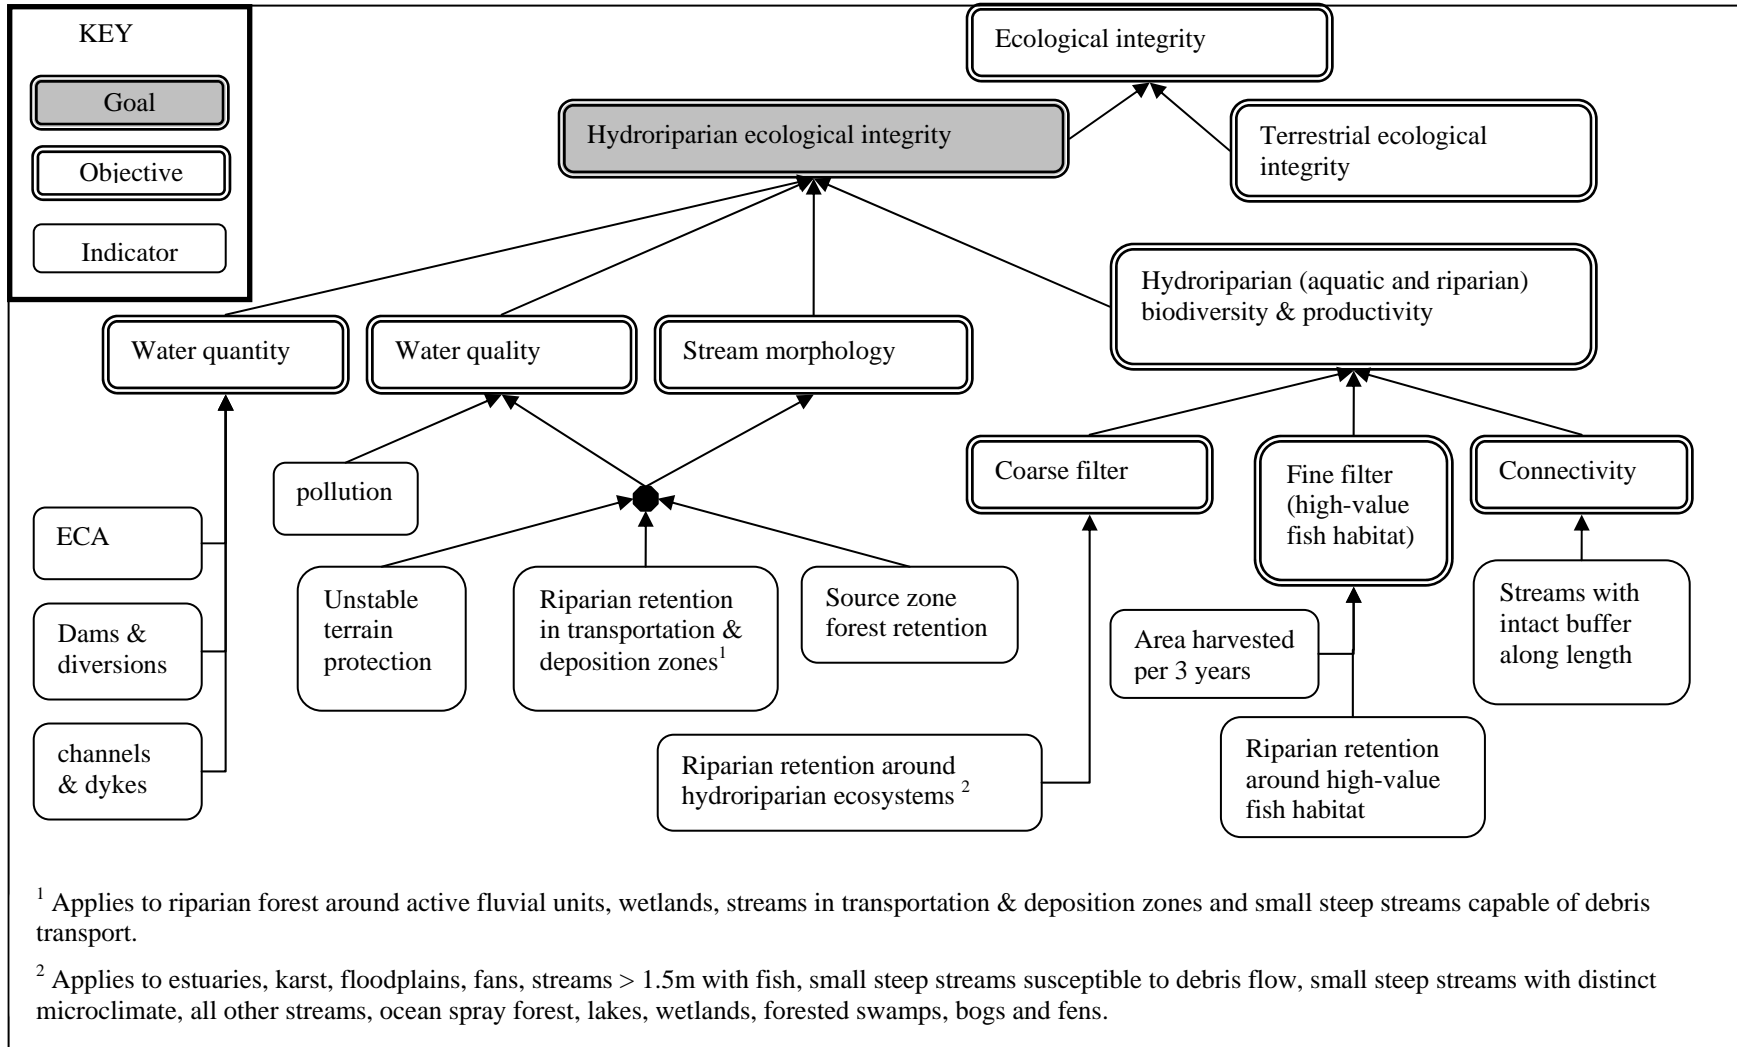 KEY
Goal
Objective
Indicator
Ecological integrity
Hydroriparian ecological integrity
Terrestrial ecological
integrity
Hydroriparian (aquatic and riparian)
biodiversity & productivity
Water quantity
Water quality
Stream morphology
Coarse filter
Fine filter
(high-value
fish habitat)
Connectivity
pollution
ECA
Dams &
diversions
channels
& dykes
Unstable
terrain
protection
Riparian retention
in transportation &
deposition zones1
Source zone
forest retention
Area harvested
per 3 years
Streams with
intact buffer
along length
Riparian retention around
hydroriparian ecosystems 2
Riparian retention
around high-value
fish habitat
1 Applies to riparian forest around active fluvial units, wetlands, streams in transportation & deposition zones and small steep streams capable of debris
transport.
2 Applies to estuaries, karst, floodplains, fans, streams > 1.5m with fish, small steep streams susceptible to debris flow, small steep streams with distinct
microclimate, all other streams, ocean spray forest, lakes, wetlands, forested swamps, bogs and fens.